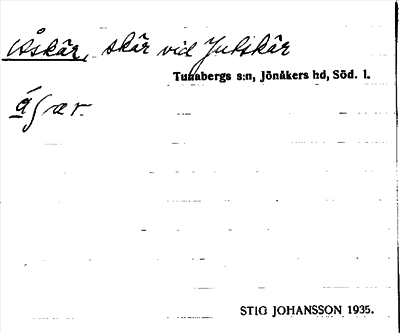 Åskär, skär vid Jutskär
Tunabergs s:n, Jönåkers hd, Söd. l.
STIG JOHANSSON 1935.